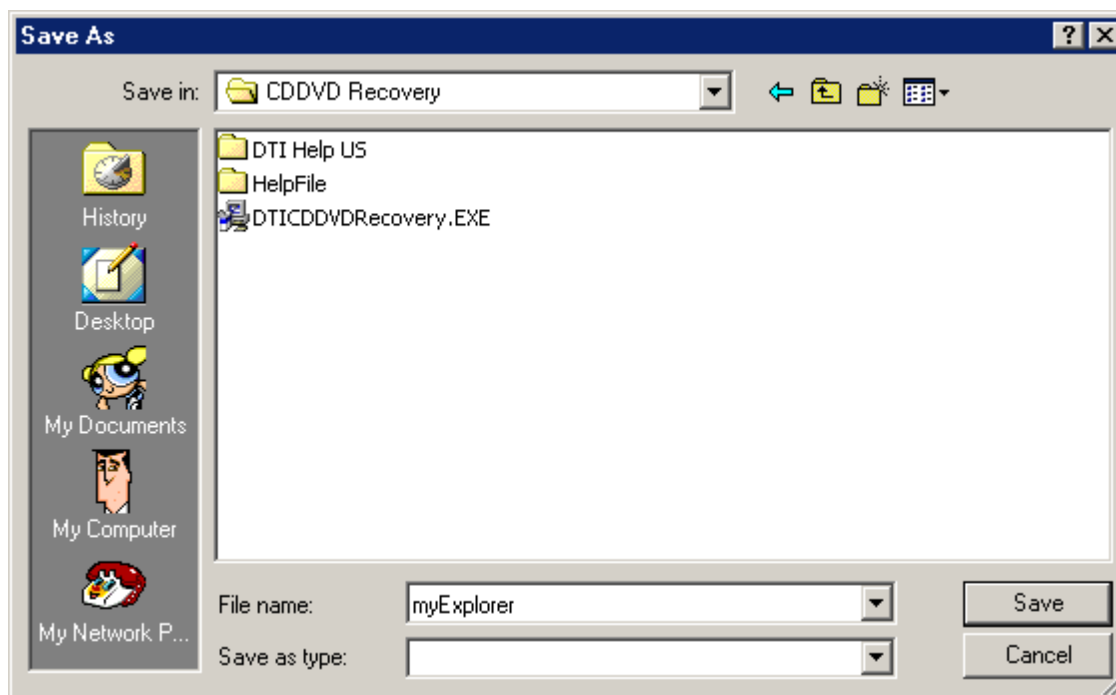 Save As
Save in: CDDVD Recovery
History
Desktop
My Documents
My Computer
My Network P...
DTI Help US
HelpFile
DTICDDVDRecovery.EXE
File name: myExplorer Save
Save as type: Cancel